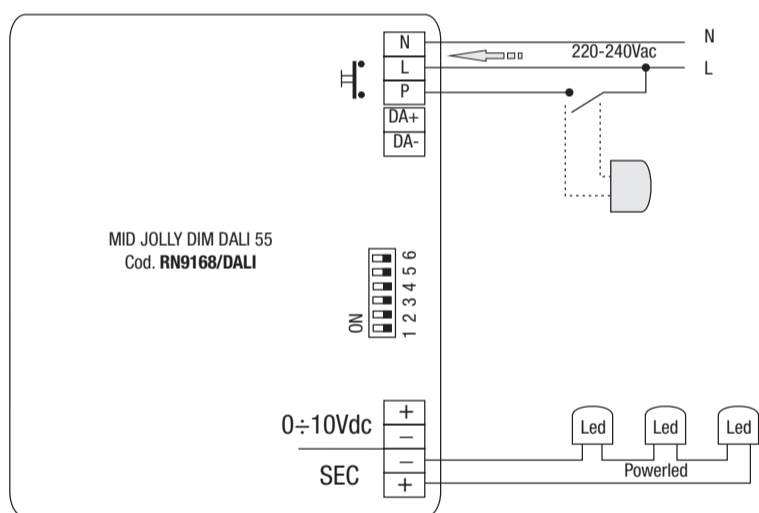 N
220-240Vac
N
L
L
P
DA+
DA-
MID JOLLY DIM DALI 55
Cod. RN9168/DALI
ON
1 2 3 4 5 6
0÷10Vdc
+
−
SEC
−
+
Led
Led
Led
Powerled